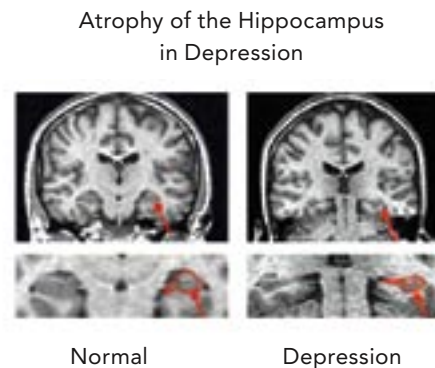 Atrophy of the Hippocampus
in Depression
Normal
Depression